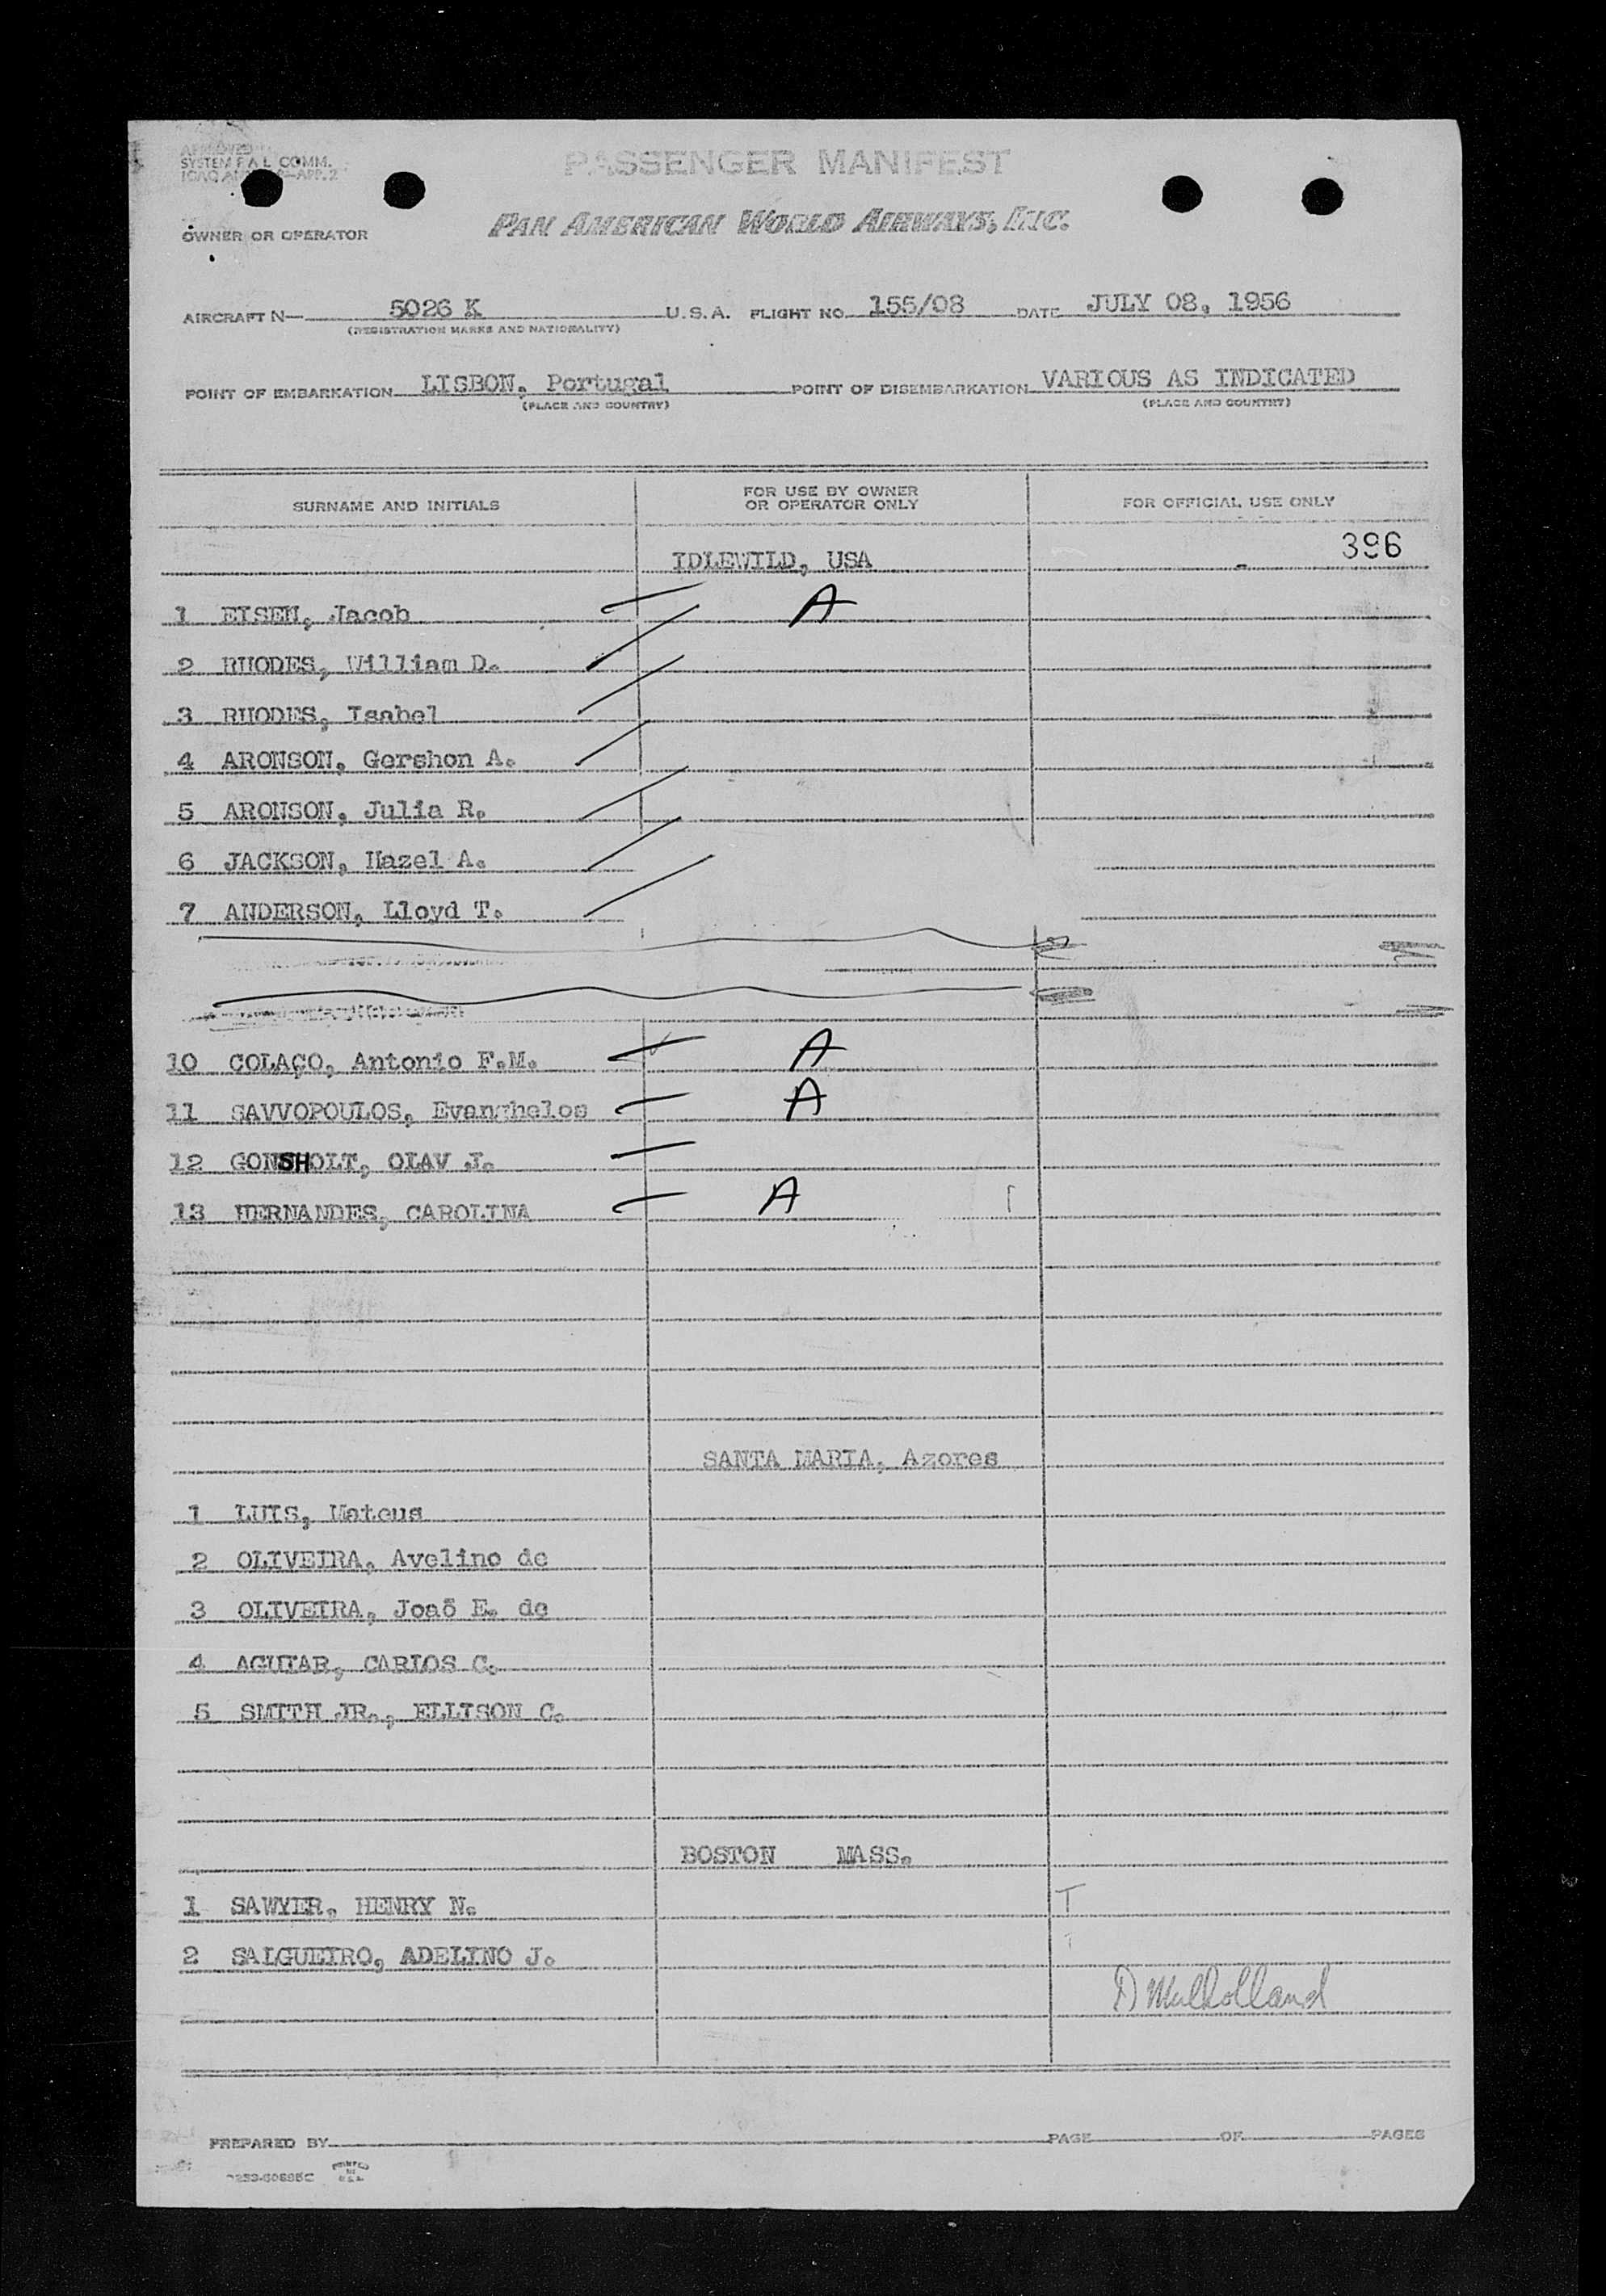 APPROVED
SYSTEM F A L COMM.
PASSENGER MANIFEST
PAN AMERICAN WORLD AIRWAYS, INC.
OWNER OR OPERATOR
AIRCRAFT N— 5026 K U.S.A. FLIGHT NO. 155/08 DATE JULY 08, 1956
(REGISTRATION MARKS AND NATIONALITY)
POINT OF EMBARKATION LISBON, Portugal POINT OF DISEMBARKATION VARIOUS AS INDICATED
(PLACE AND COUNTRY) (PLACE AND COUNTRY)
SURNAME AND INITIALS FOR USE BY OWNER OR OPERATOR ONLY FOR OFFICIAL USE ONLY
IDLEWILD, USA 396
1 EISEN, Jacob A
2 RHODES, William D.
3 RHODES, Isabel
4 ARONSON, Gershon A.
5 ARONSON, Julia R.
6 JACKSON, Hazel A.
7 ANDERSON, Lloyd T.
10 COLAÇO, Antonio F.M. A
11 SAVVOPOULOS, Evanghelos A
12 GONSHOLT, OLAV J.
13 HERNANDES, CAROLINA A
SANTA MARIA, Azores
1 LUIS, Mateus
2 OLIVEIRA, Avelino de
3 OLIVEIRA, Joaõ E. de
4 AGUIAR, CARLOS C.
5 SMITH JR., ELLISON C.
BOSTON MASS.
1 SAWYER, HENRY N. T
2 SALGUEIRO, ADELINO J.
D Mulholland
PREPARED BY PAGE OF PAGES
PRINTED IN U.S.A.